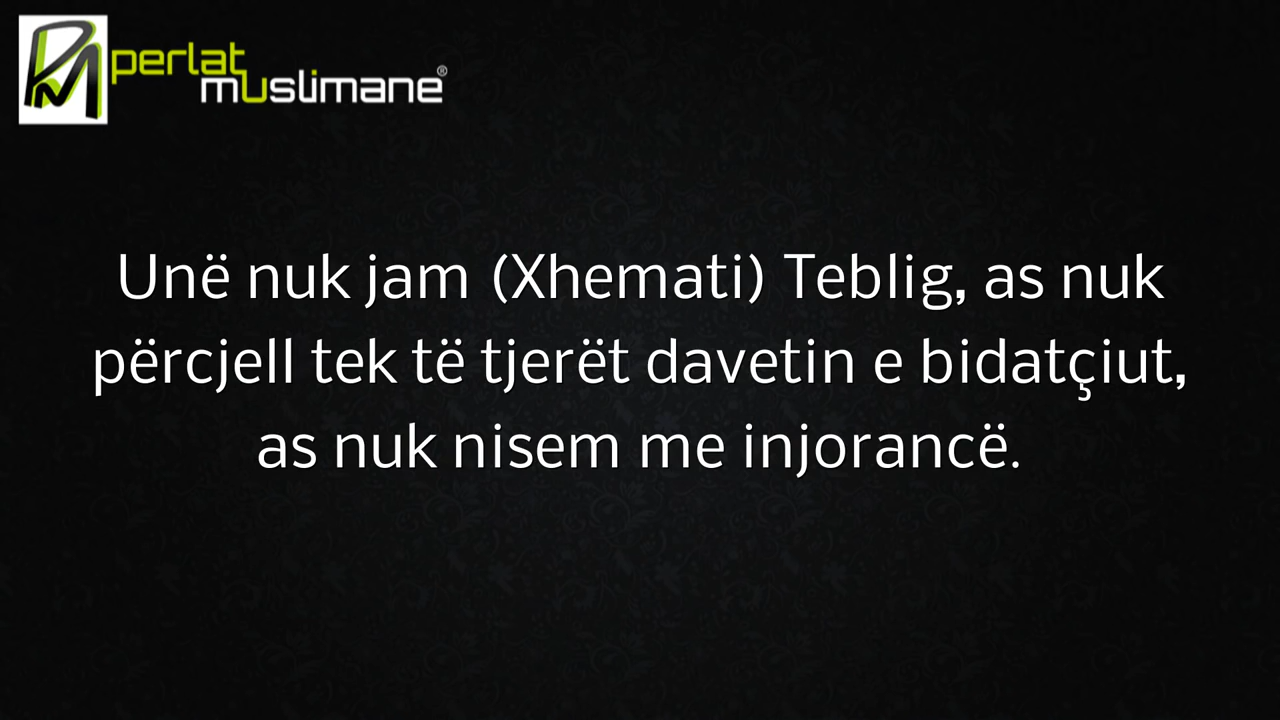 perlat
muslimane®
Unë nuk jam (Xhemati) Teblig, as nuk
përcjell tek të tjerët davetin e bidatçiut,
as nuk nisem me injorancë.